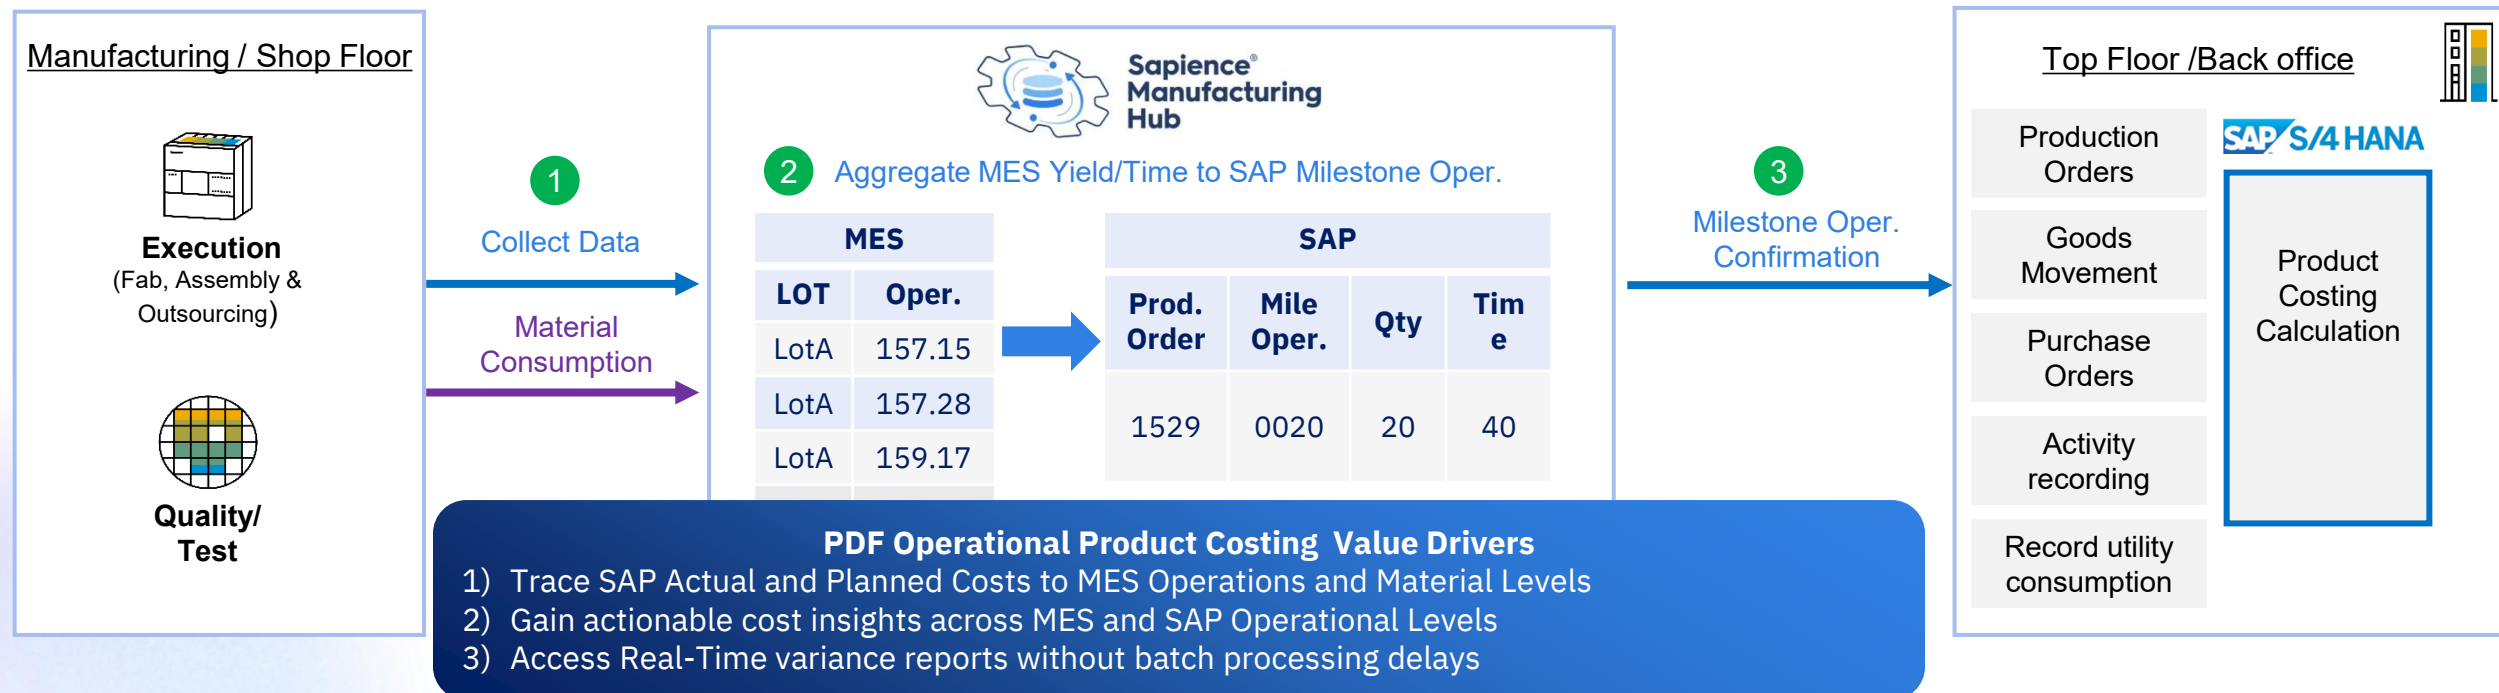 Manufacturing / Shop Floor
Execution
(Fab, Assembly &
Outsourcing)
Quality/
Test
1
Collect Data
Material
Consumption
Sapience®
Manufacturing
Hub
2
Aggregate MES Yield/Time to SAP Milestone Oper.
MES
LOT Oper.
LotA 157.15
LotA 157.28
LotA 159.17
SAP
Prod. Order Mile Oper. Qty Tim e
1529 0020 20 40
3
Milestone Oper.
Confirmation
Top Floor /Back office
Production
Orders
Goods
Movement
Purchase
Orders
Activity
recording
Record utility
consumption
SAP S/4 HANA
Product
Costing
Calculation
PDF Operational Product Costing Value Drivers
1) Trace SAP Actual and Planned Costs to MES Operations and Material Levels
2) Gain actionable cost insights across MES and SAP Operational Levels
3) Access Real-Time variance reports without batch processing delays